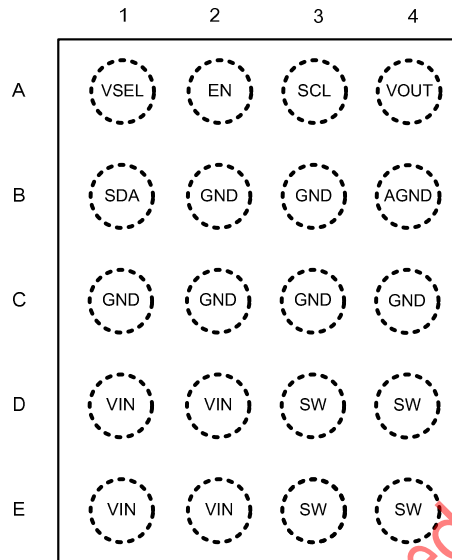 1 2 3 4
A VSEL EN SCL VOUT
B SDA GND GND AGND
C GND GND GND GND
D VIN VIN SW SW
E VIN VIN SW SW